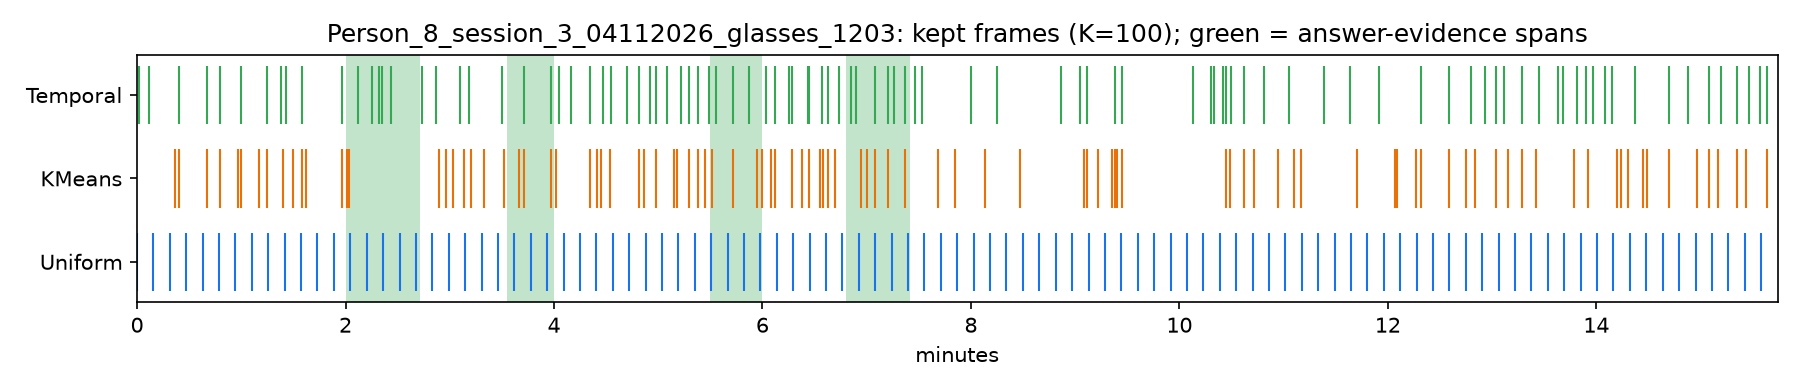 Person_8_session_3_04112026_glasses_1203: kept frames (K=100); green = answer-evidence spans
Temporal
KMeans
Uniform
0 2 4 6 8 10 12 14
minutes